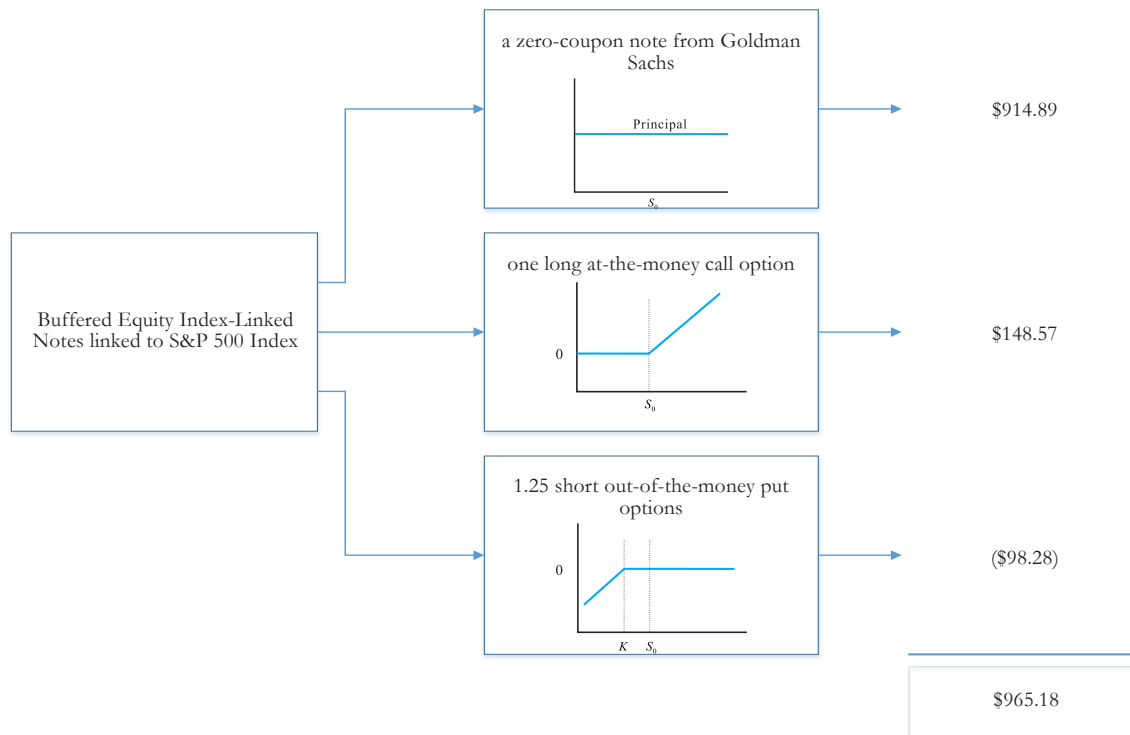 a zero-coupon note from Goldman
Sachs
Principal
S₀
$914.89
Buffered Equity Index-Linked
Notes linked to S&P 500 Index
one long at-the-money call option
0
S₀
$148.57
1.25 short out-of-the-money put
options
0
K S₀
($98.28)
$965.18